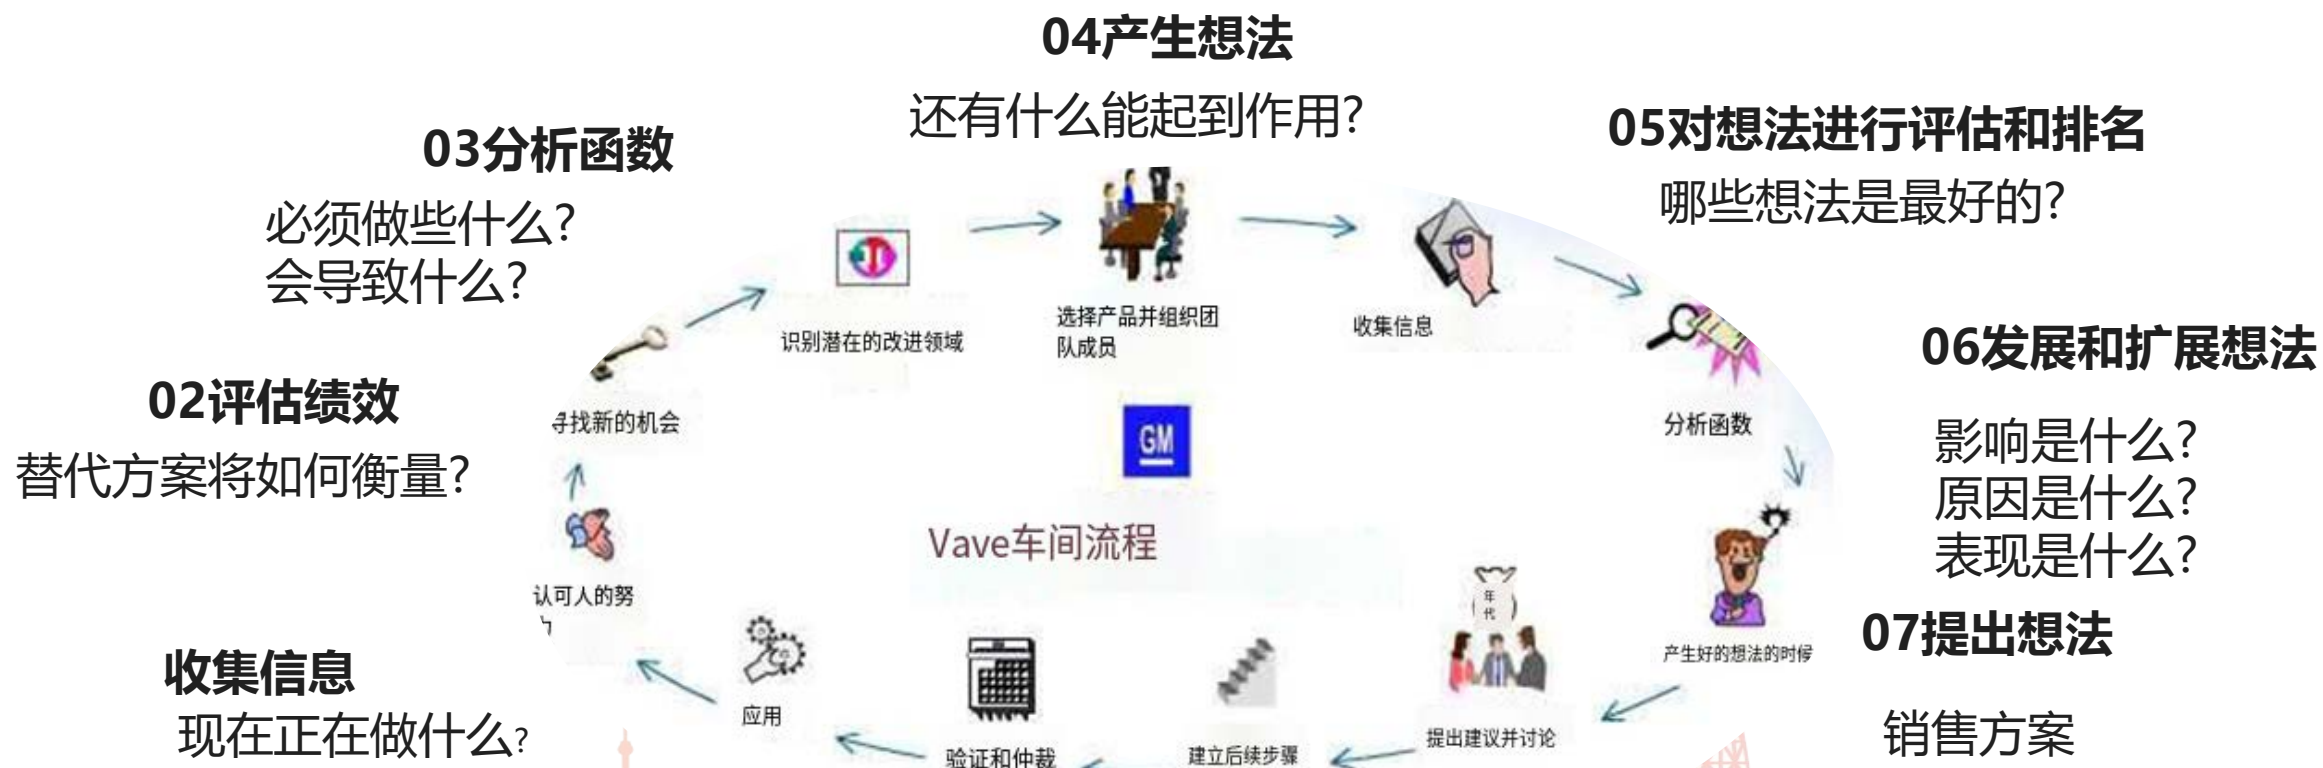 04产生想法
还有什么能起到作用?
05对想法进行评估和排名
哪些想法是最好的?
03分析函数
必须做些什么?
会导致什么?
06发展和扩展想法
影响是什么?
原因是什么?
表现是什么?
02评估绩效
替代方案将如何衡量?
07提出想法
销售方案
收集信息
现在正在做什么?
识别潜在的改进领域
选择产品并组织团
队成员
收集信息
分析函数
产生好的想法的时候
年
代
提出建议并讨论
建立后续步骤
验证和仲裁
应用
认可人的努
寻找新的机会
GM
Vave车间流程